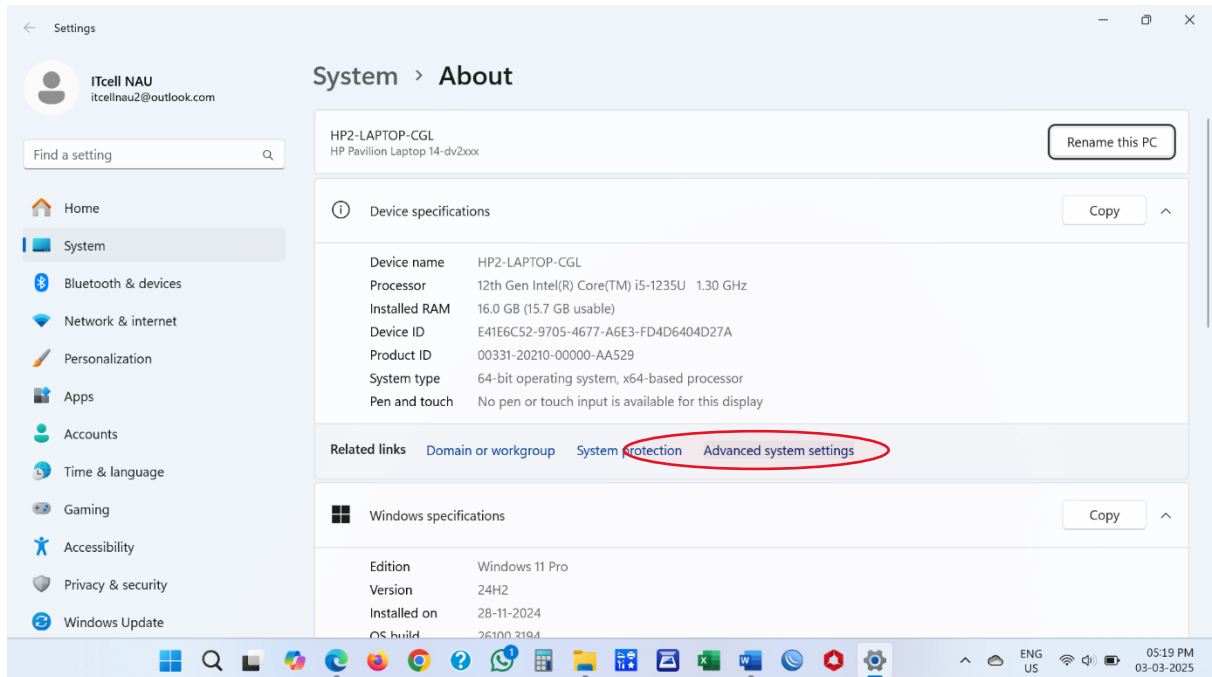 Settings
ITcell NAU
itcellnau2@outlook.com
Find a setting
Home
System
Bluetooth & devices
Network & internet
Personalization
Apps
Accounts
Time & language
Gaming
Accessibility
Privacy & security
Windows Update
System > About
HP2-LAPTOP-CGL
HP Pavilion Laptop 14-dv2xxx
Rename this PC
Device specifications
Copy
Device name HP2-LAPTOP-CGL
Processor 12th Gen Intel(R) Core(TM) i5-1235U 1.30 GHz
Installed RAM 16.0 GB (15.7 GB usable)
Device ID E41E6C52-9705-4677-A6E3-FD4D6404D27A
Product ID 00331-20210-00000-AA529
System type 64-bit operating system, x64-based processor
Pen and touch No pen or touch input is available for this display
Related links Domain or workgroup System protection Advanced system settings
Windows specifications
Copy
Edition Windows 11 Pro
Version 24H2
Installed on 28-11-2024
OS build 26100.3194
ENG
US
05:19 PM
03-03-2025